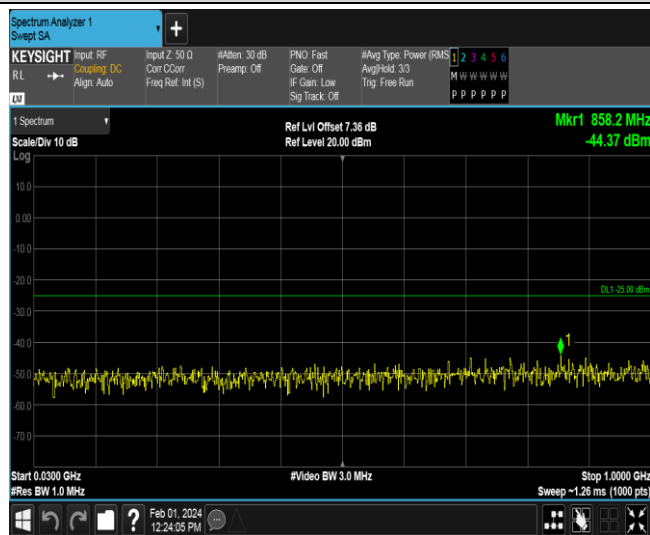 Spectrum Analyzer 1
Swept SA
+
KEYSIGHT
RL
LXI
Input: RF
Coupling: DC
Align: Auto
Input Z: 50 Ω
Corr CCorr
Freq Ref: Int (S)
#Atten: 30 dB
Preamp: Off
PNO: Fast
Gate: Off
IF Gain: Low
Sig Track: Off
#Avg Type: Power (RMS
Avg|Hold: 3/3
Trig: Free Run
1 2 3 4 5 6
M W W W W W
P P P P P P
1 Spectrum
Scale/Div 10 dB
Log
Ref Lvl Offset 7.36 dB
Ref Level 20.00 dBm
Mkr1 858.2 MHz
-44.37 dBm
10.0
0.00
-10.0
-20.0
DL1 -25.00 dBm
-30.0
-40.0
1
-50.0
-60.0
-70.0
Start 0.0300 GHz
#Video BW 3.0 MHz
Stop 1.0000 GHz
#Res BW 1.0 MHz
Sweep ~1.26 ms (1000 pts)
?
Feb 01, 2024
12:24:05 PM